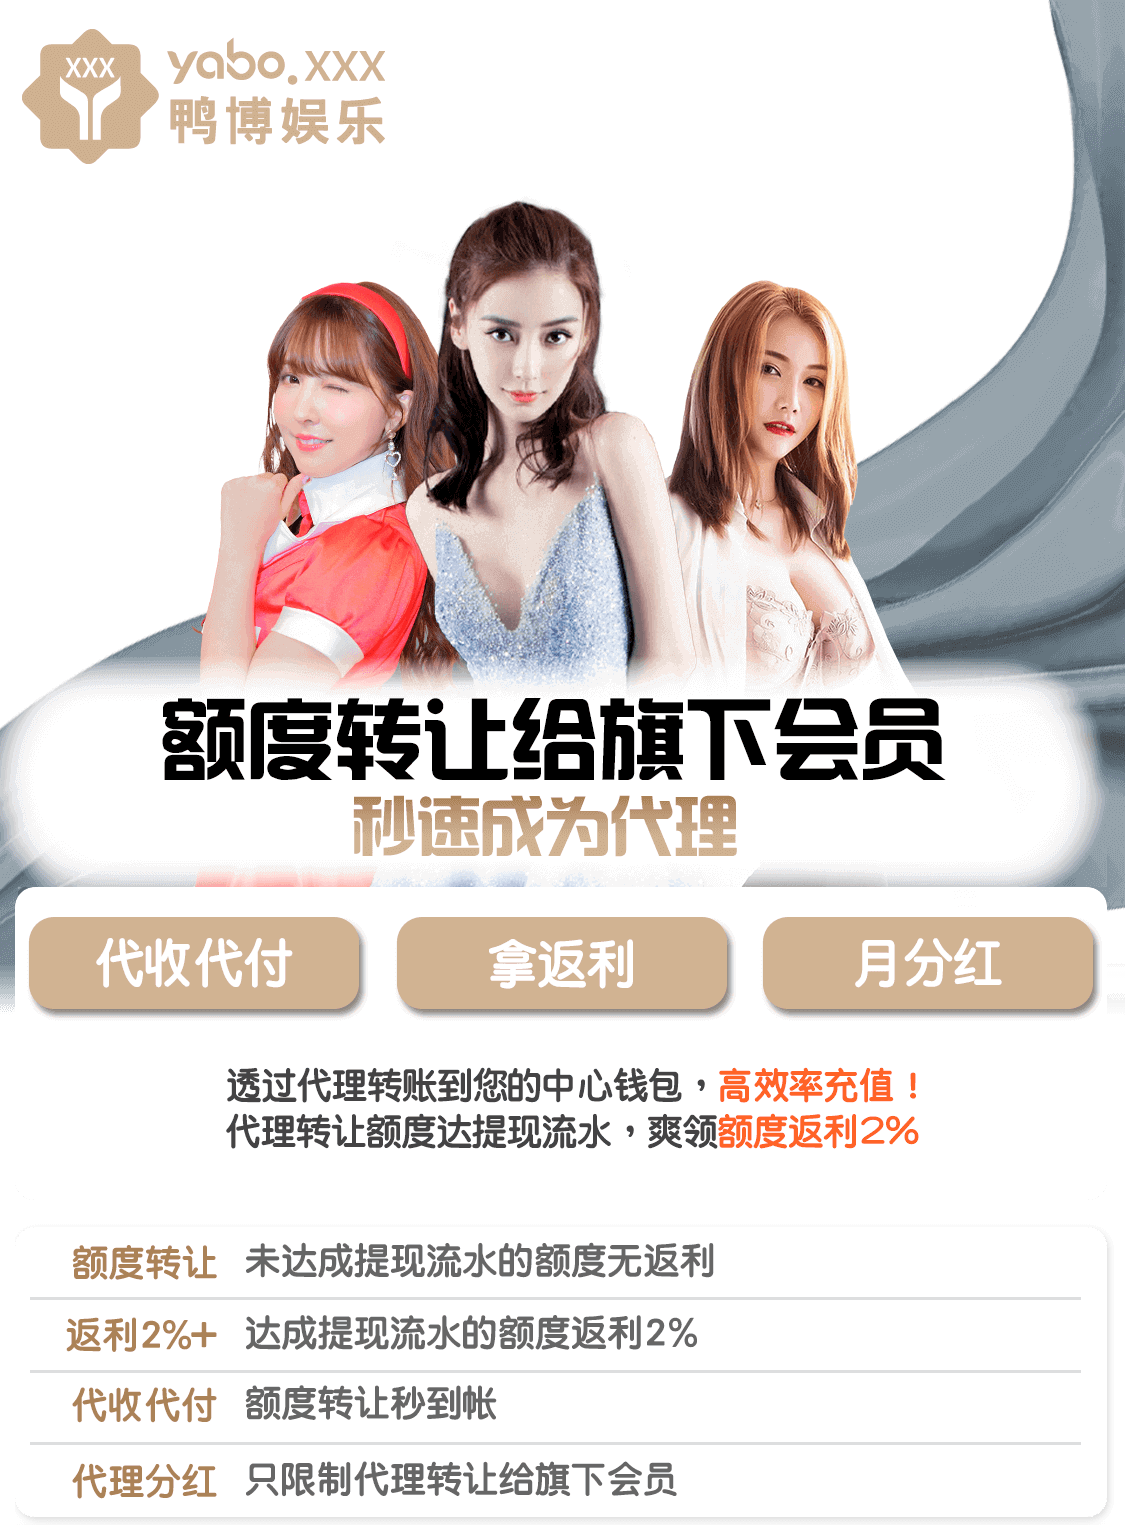 XXX
yabo.XXX
鸭博娱乐
额度转让给旗下会员
秒速成为代理
代收代付
拿返利
月分红
透过代理转账到您的中心钱包，高效率充值！
代理转让额度达提现流水，爽领额度返利2%
额度转让 未达成提现流水的额度无返利
返利2%+ 达成提现流水的额度返利2%
代收代付 额度转让秒到帐
代理分红 只限制代理转让给旗下会员